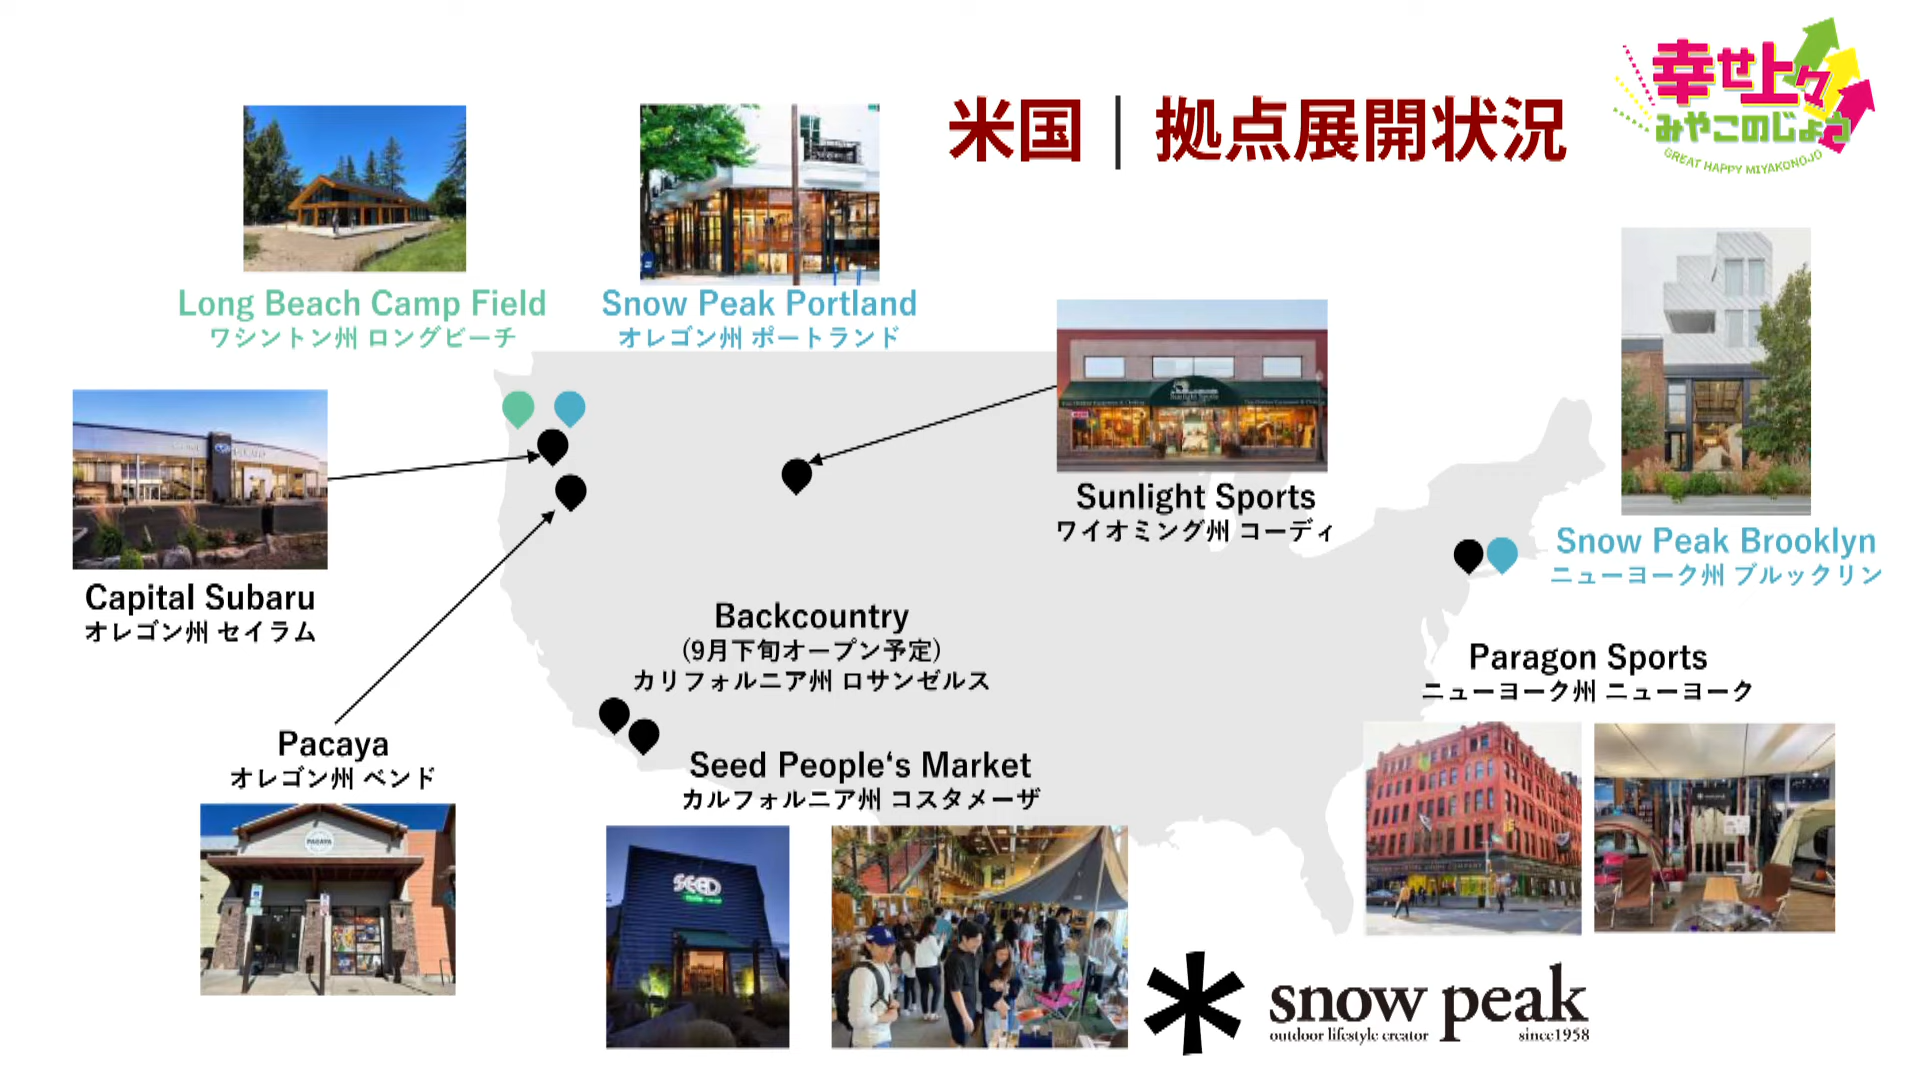 米国｜拠点展開状況
幸せ上々
みやこのじょう
GREAT HAPPY MIYAKONOJO
Long Beach Camp Field
ワシントン州 ロングビーチ
Snow Peak Portland
オレゴン州 ポートランド
Sunlight Sports
Sunlight Sports
ワイオミング州 コーディ
Snow Peak Brooklyn
ニューヨーク州 ブルックリン
Capital Subaru
オレゴン州 セイラム
Backcountry
(9月下旬オープン予定)
カリフォルニア州 ロサンゼルス
Paragon Sports
ニューヨーク州 ニューヨーク
Pacaya
オレゴン州 ベンド
PACAYA
Seed People‘s Market
カルフォルニア州 コスタメーザ
SEED
snow peak
outdoor lifestyle creator since1958